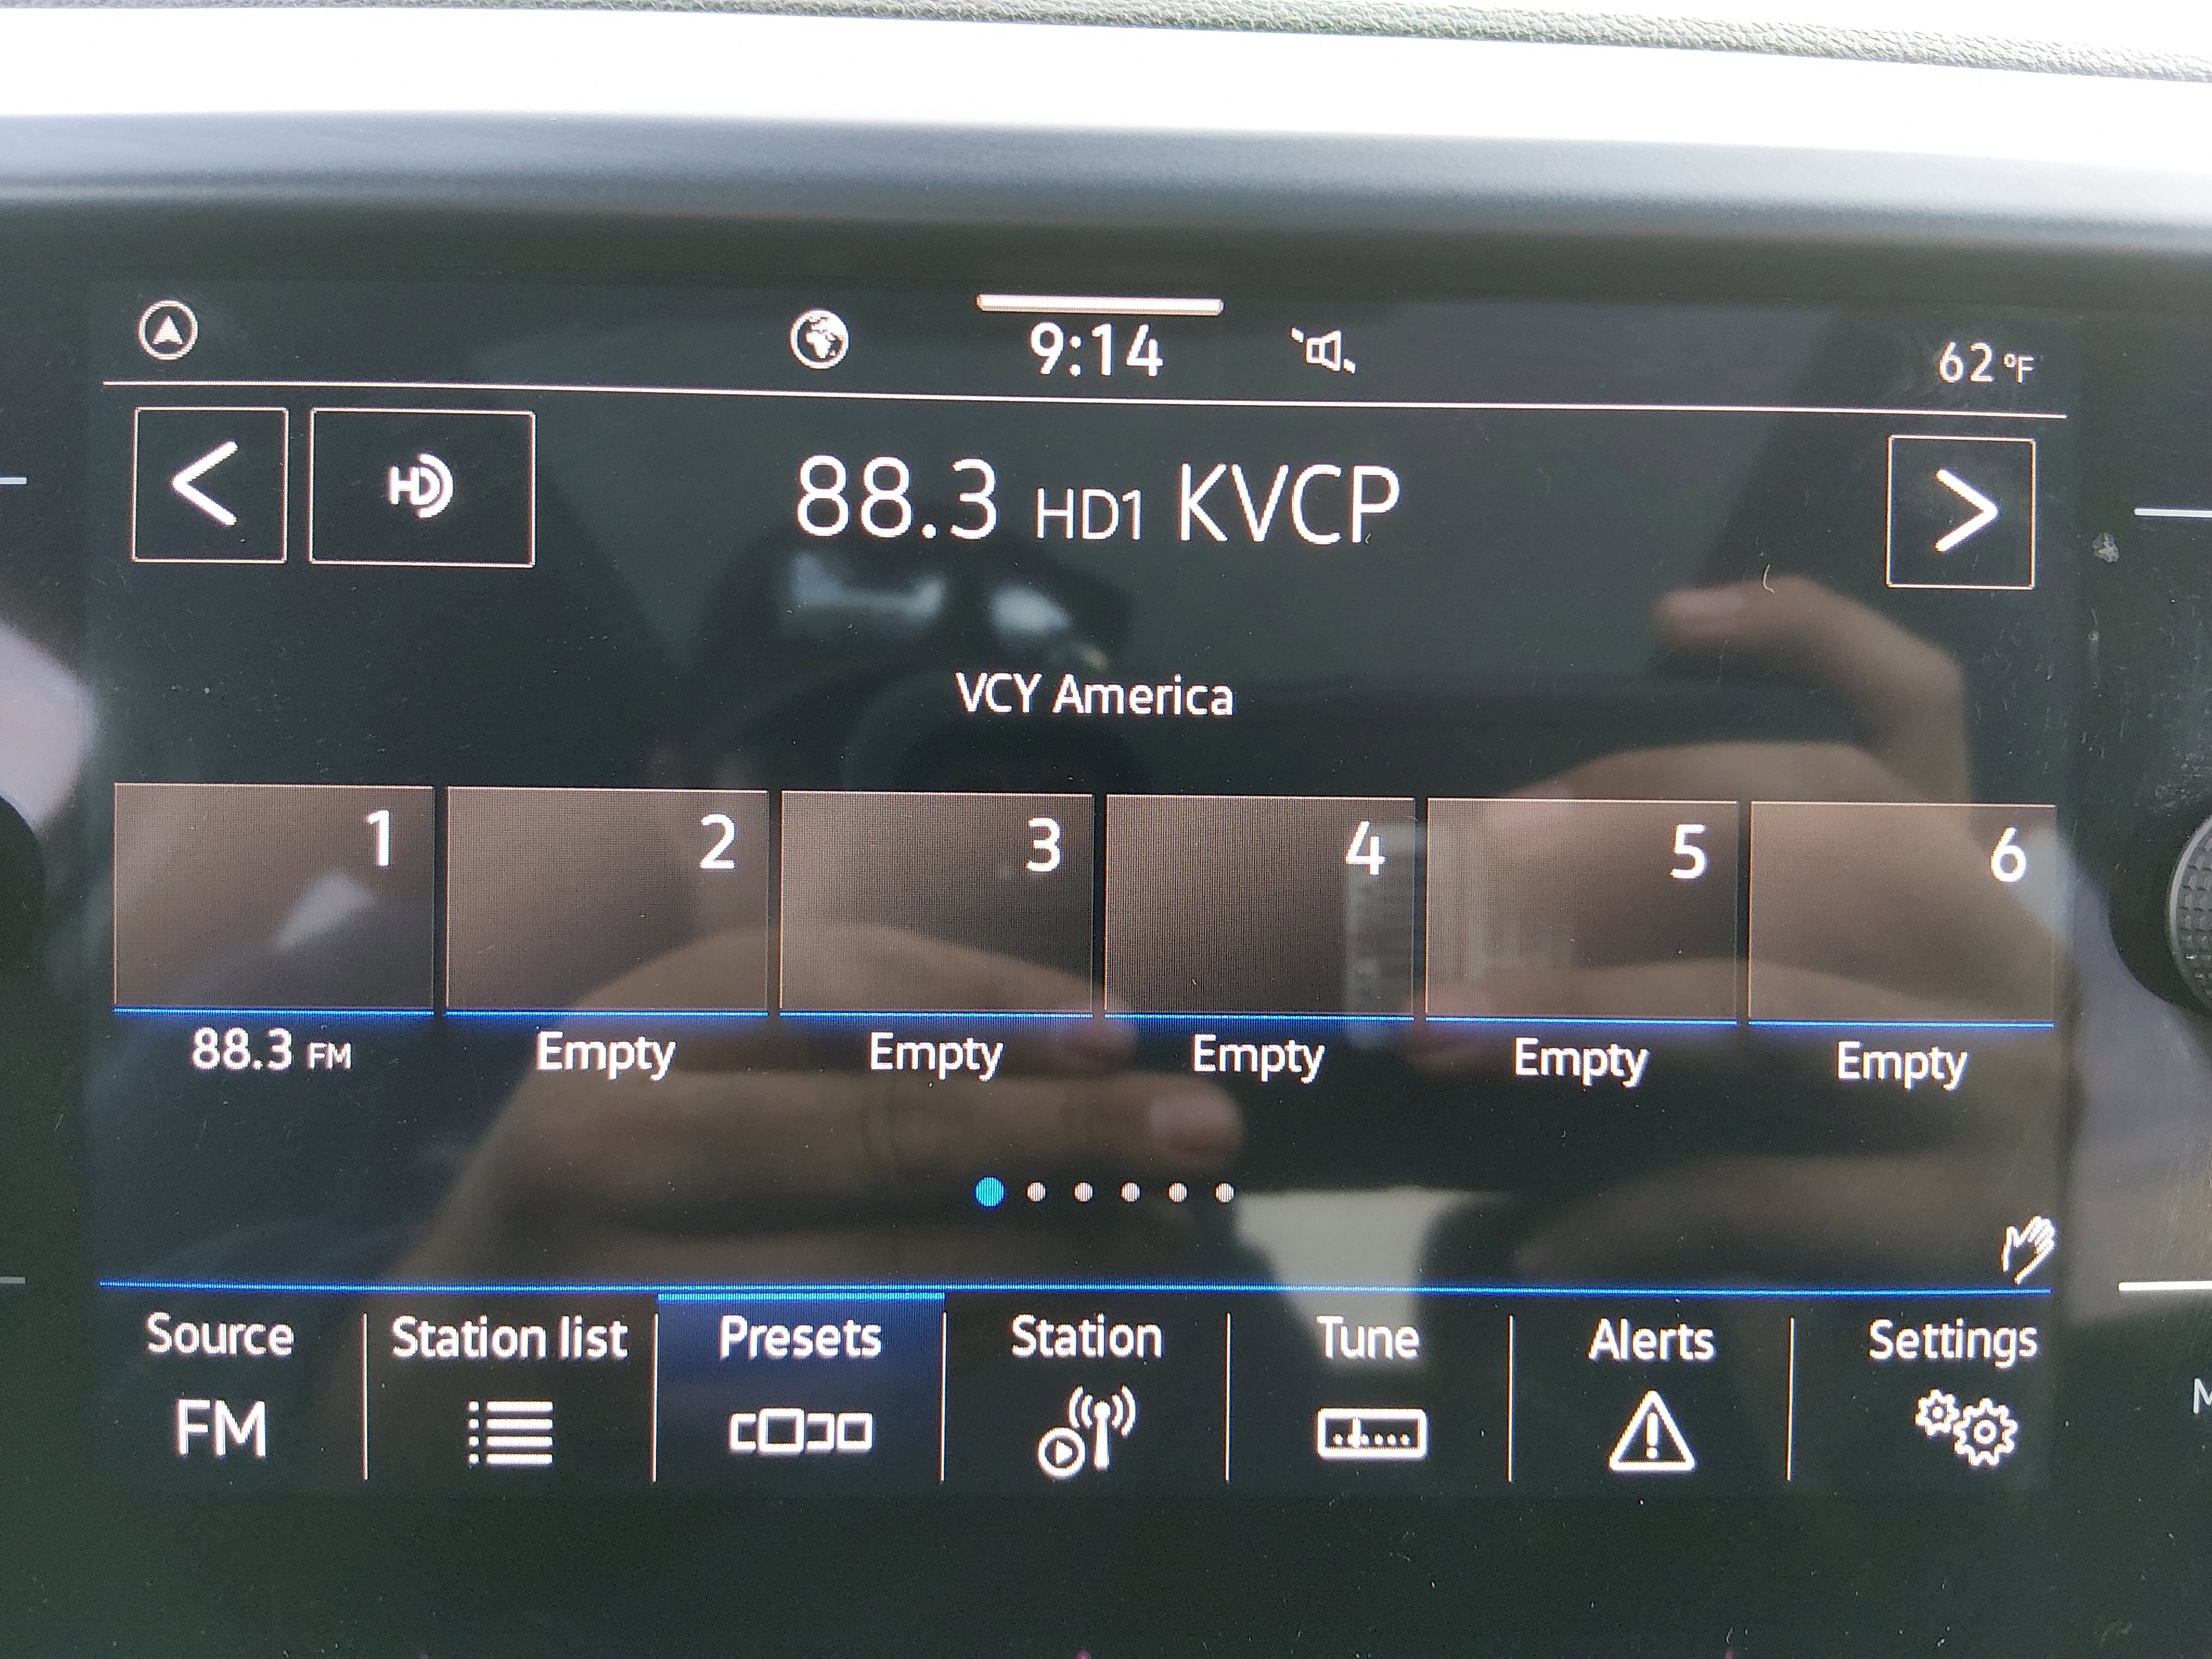 9:14
62 °F
HD
88.3 HD1 KVCP
VCY America
1 2 3 4 5 6
88.3 FM Empty Empty Empty Empty Empty
Source Station list Presets Station Tune Alerts Settings
FM